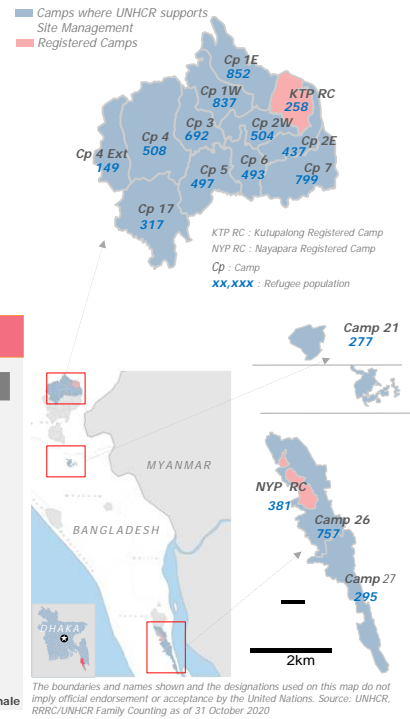 Camps where UNHCR supports
Site Management
Registered Camps
Cp 1E
852
Cp 1W
837
KTP RC
258
Cp 3
692
Cp 2W
504
Cp 4
508
Cp 2E
437
Cp 4 Ext
149
Cp 5
497
Cp 6
493
Cp 7
799
Cp 17
317
KTP RC : Kutupalong Registered Camp
NYP RC : Nayapara Registered Camp
Cp : Camp
xx,xxx : Refugee population
Camp 21
277
MYANMAR
BANGLADESH
NYP RC
381
Camp 26
757
Camp 27
295
DHAKA
2km
nale
The boundaries and names shown and the designations used on this map do not
imply official endorsement or acceptance by the United Nations. Source: UNHCR,
RRRC/UNHCR Family Counting as of 31 October 2020